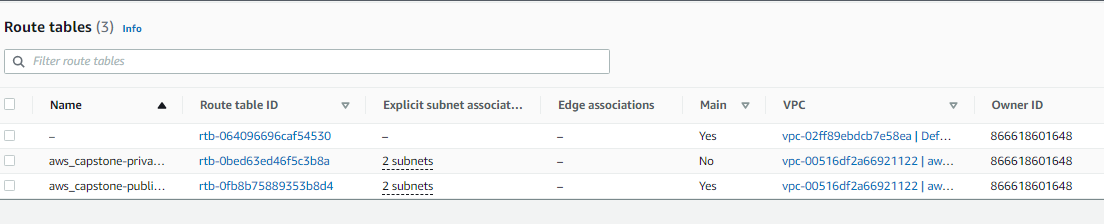 Route tables (3) Info
Filter route tables
Name Route table ID Explicit subnet associat... Edge associations Main VPC Owner ID
– rtb-064096696caf54530 – – Yes vpc-02ff89ebdcb7e58ea | Def... 866618601648
aws_capstone-priva... rtb-0bed63ed46f5c3b8a 2 subnets – No vpc-00516df2a66921122 | aw... 866618601648
aws_capstone-publi... rtb-0fb8b75889353b8d4 2 subnets – Yes vpc-00516df2a66921122 | aw... 866618601648